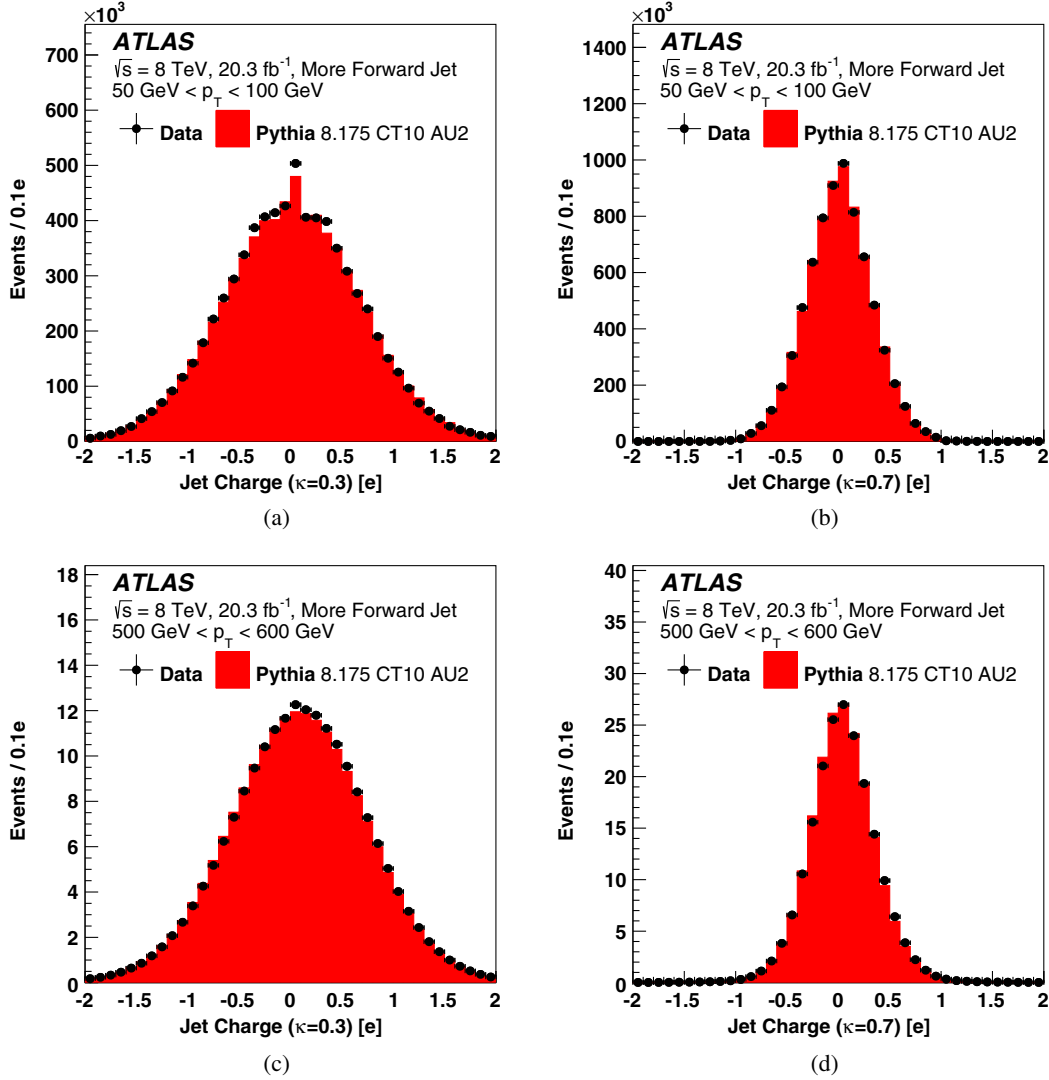 ×10³
ATLAS
√s = 8 TeV, 20.3 fb⁻¹, More Forward Jet
50 GeV < p_T < 100 GeV
Data Pythia 8.175 CT10 AU2
Events / 0.1e
700
600
500
400
300
200
100
0
-2 -1.5 -1 -0.5 0 0.5 1 1.5 2
Jet Charge (κ=0.3) [e]
(a)
×10³
ATLAS
√s = 8 TeV, 20.3 fb⁻¹, More Forward Jet
50 GeV < p_T < 100 GeV
Data Pythia 8.175 CT10 AU2
Events / 0.1e
1400
1200
1000
800
600
400
200
0
-2 -1.5 -1 -0.5 0 0.5 1 1.5 2
Jet Charge (κ=0.7) [e]
(b)
ATLAS
√s = 8 TeV, 20.3 fb⁻¹, More Forward Jet
500 GeV < p_T < 600 GeV
Data Pythia 8.175 CT10 AU2
Events / 0.1e
18
16
14
12
10
8
6
4
2
0
-2 -1.5 -1 -0.5 0 0.5 1 1.5 2
Jet Charge (κ=0.3) [e]
(c)
ATLAS
√s = 8 TeV, 20.3 fb⁻¹, More Forward Jet
500 GeV < p_T < 600 GeV
Data Pythia 8.175 CT10 AU2
Events / 0.1e
40
35
30
25
20
15
10
5
0
-2 -1.5 -1 -0.5 0 0.5 1 1.5 2
Jet Charge (κ=0.7) [e]
(d)